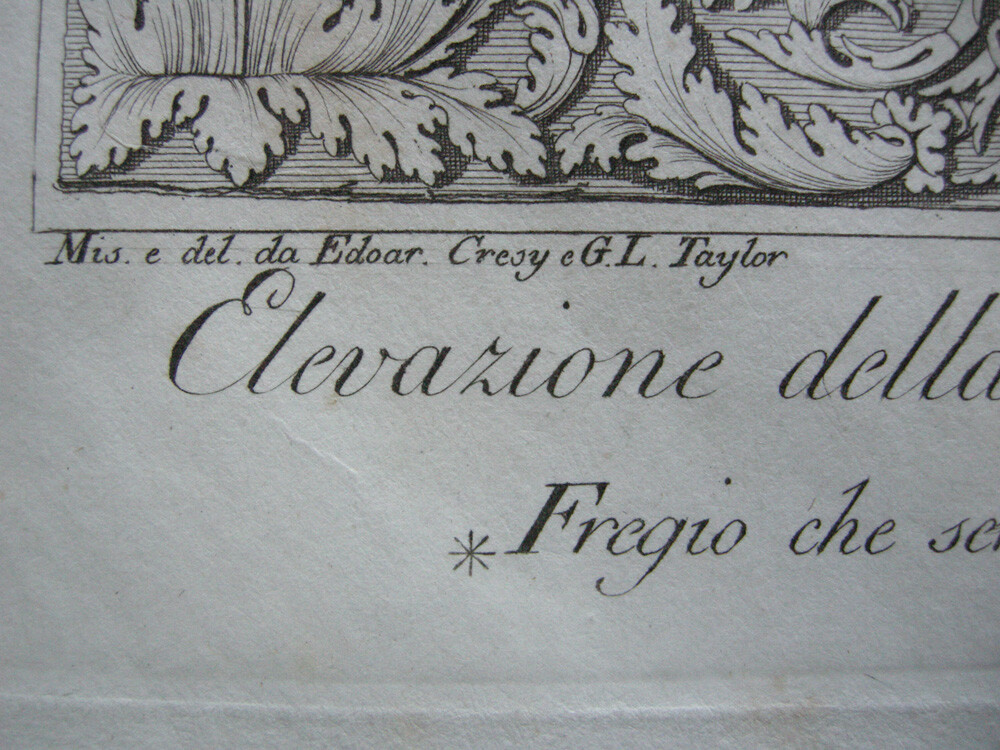 Mis. e del. da Edoar. Cresy e G. L. Taylor
Elevazione della
* Fregio che